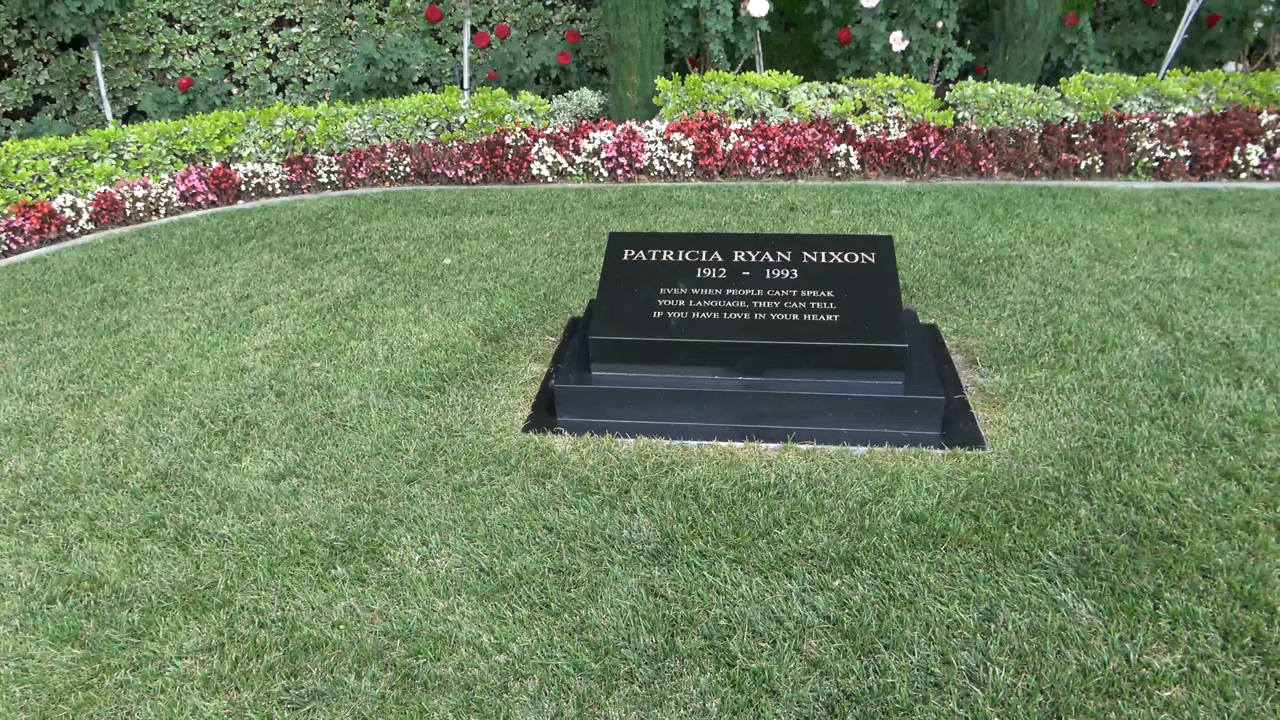 PATRICIA RYAN NIXON
1912 - 1993
EVEN WHEN PEOPLE CAN'T SPEAK
YOUR LANGUAGE, THEY CAN TELL
IF YOU HAVE LOVE IN YOUR HEART